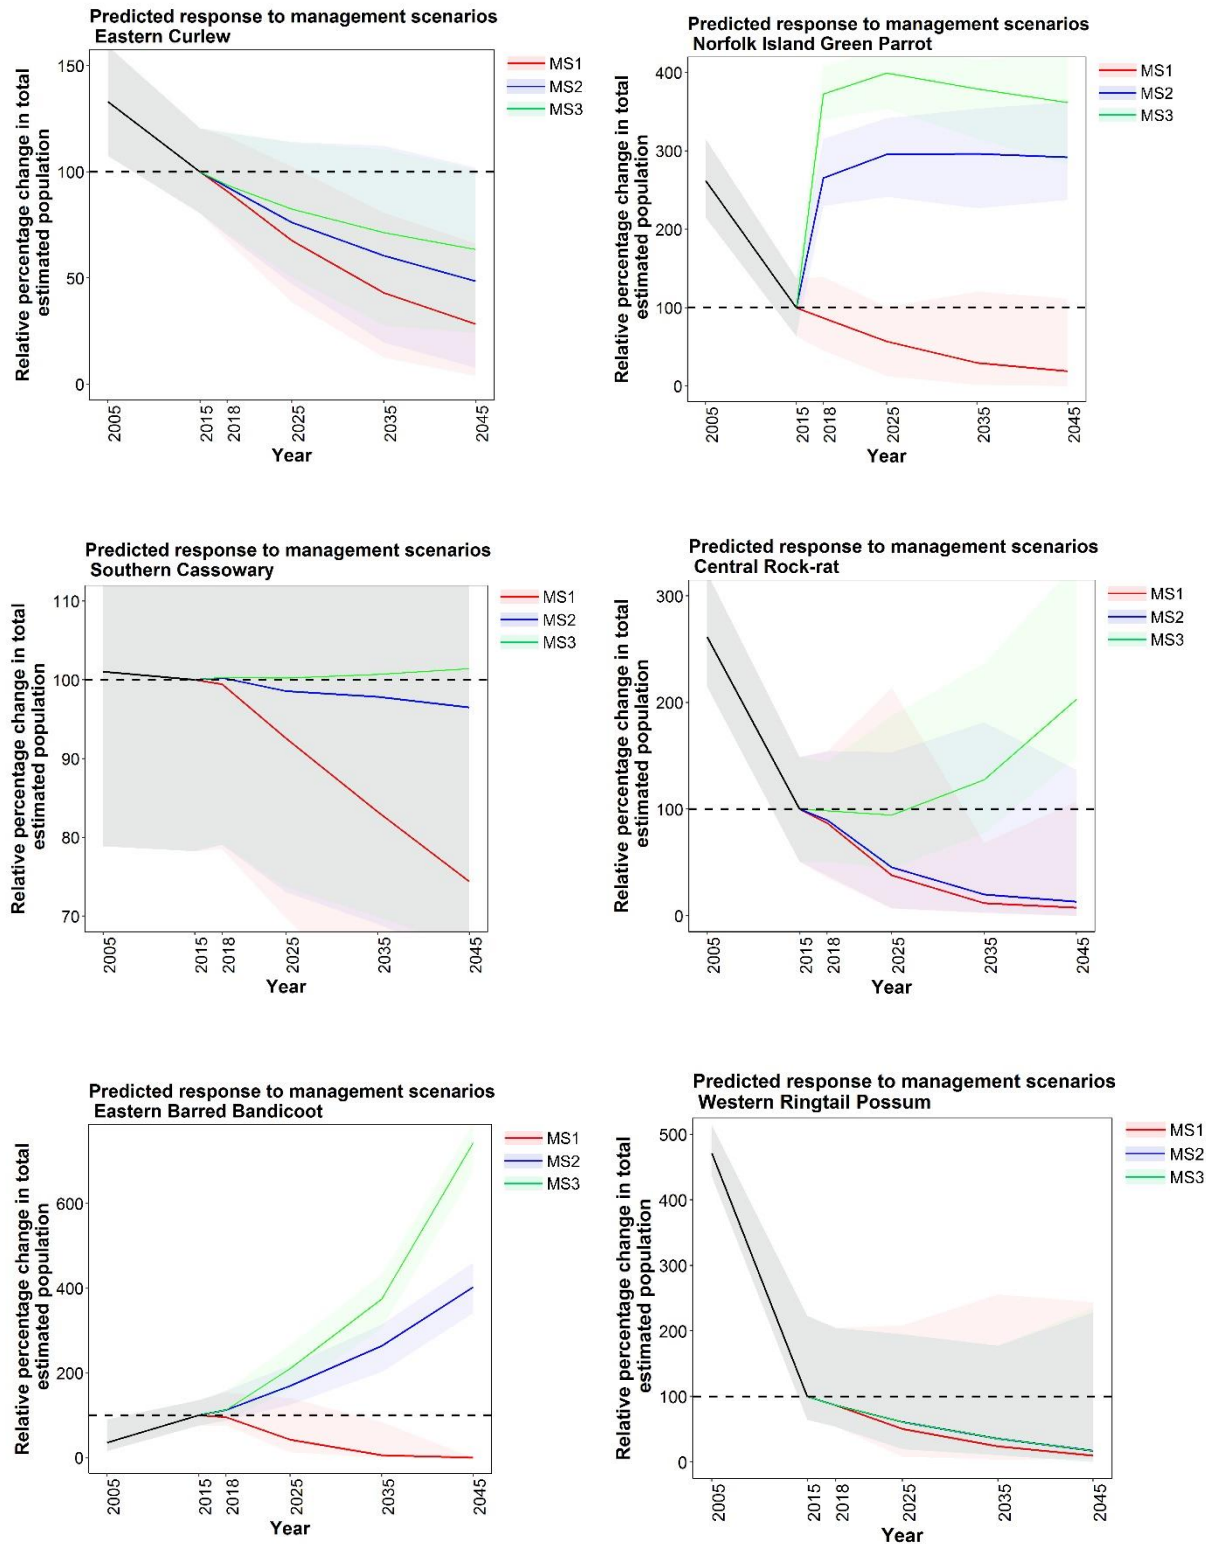 Predicted response to management scenarios
Eastern Curlew
MS1
MS2
MS3
Relative percentage change in total
estimated population
150
100
50
0
2005
2015
2018
2025
2035
2045
Year
Predicted response to management scenarios
Norfolk Island Green Parrot
MS1
MS2
MS3
Relative percentage change in total
estimated population
400
300
200
100
0
2005
2015
2018
2025
2035
2045
Year
Predicted response to management scenarios
Southern Cassowary
MS1
MS2
MS3
Relative percentage change in total
estimated population
110
100
90
80
70
2005
2015
2018
2025
2035
2045
Year
Predicted response to management scenarios
Central Rock-rat
MS1
MS2
MS3
Relative percentage change in total
estimated population
300
200
100
0
2005
2015
2018
2025
2035
2045
Year
Predicted response to management scenarios
Eastern Barred Bandicoot
MS1
MS2
MS3
Relative percentage change in total
estimated population
600
400
200
100
0
2005
2015
2018
2025
2035
2045
Year
Predicted response to management scenarios
Western Ringtail Possum
MS1
MS2
MS3
Relative percentage change in total
estimated population
500
400
300
200
100
0
2005
2015
2018
2025
2035
2045
Year